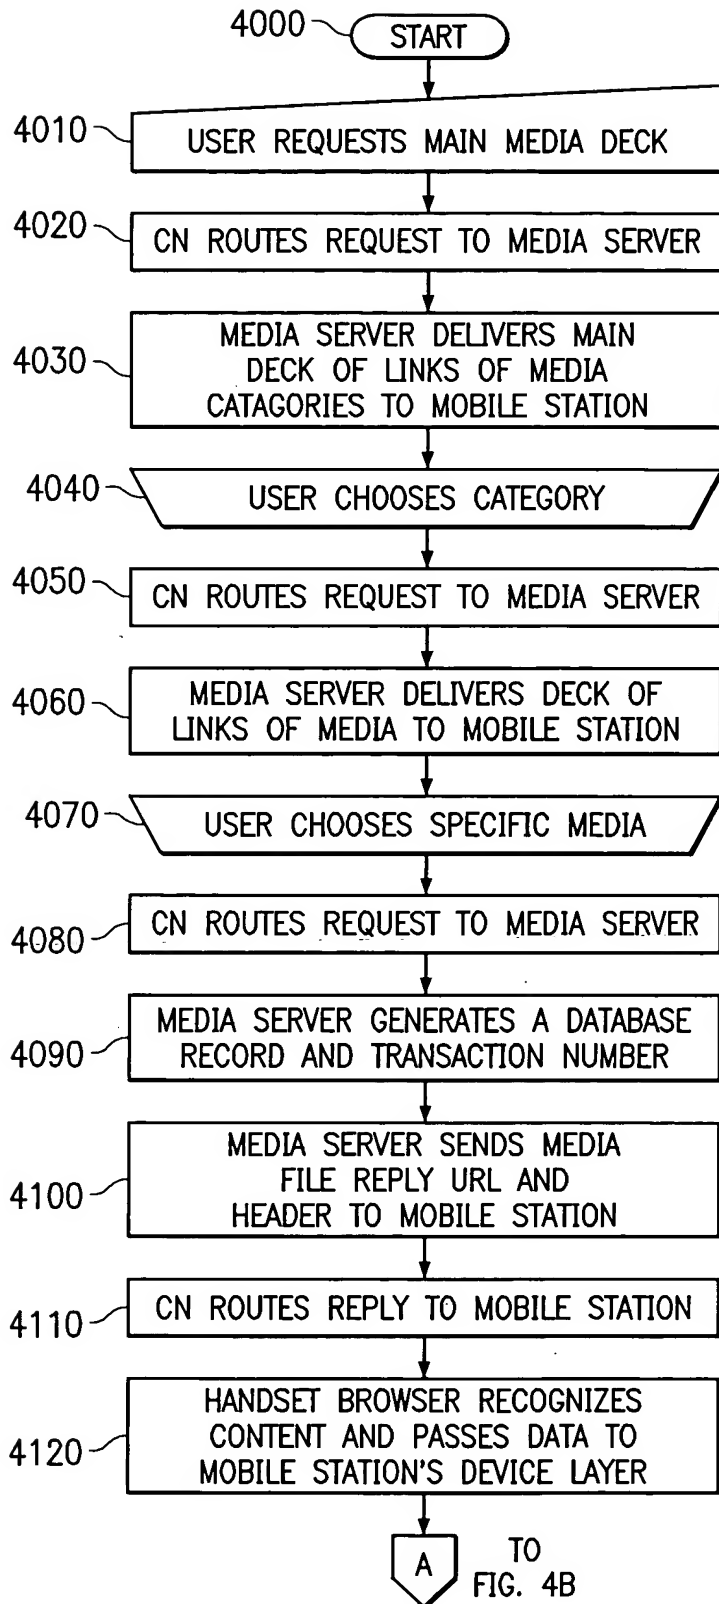 4000
START
4010
USER REQUESTS MAIN MEDIA DECK
4020
CN ROUTES REQUEST TO MEDIA SERVER
4030
MEDIA SERVER DELIVERS MAIN
DECK OF LINKS OF MEDIA
CATAGORIES TO MOBILE STATION
4040
USER CHOOSES CATEGORY
4050
CN ROUTES REQUEST TO MEDIA SERVER
4060
MEDIA SERVER DELIVERS DECK OF
LINKS OF MEDIA TO MOBILE STATION
4070
USER CHOOSES SPECIFIC MEDIA
4080
CN ROUTES REQUEST TO MEDIA SERVER
4090
MEDIA SERVER GENERATES A DATABASE
RECORD AND TRANSACTION NUMBER
4100
MEDIA SERVER SENDS MEDIA
FILE REPLY URL AND
HEADER TO MOBILE STATION
4110
CN ROUTES REPLY TO MOBILE STATION
4120
HANDSET BROWSER RECOGNIZES
CONTENT AND PASSES DATA TO
MOBILE STATION'S DEVICE LAYER
A
TO
FIG. 4B